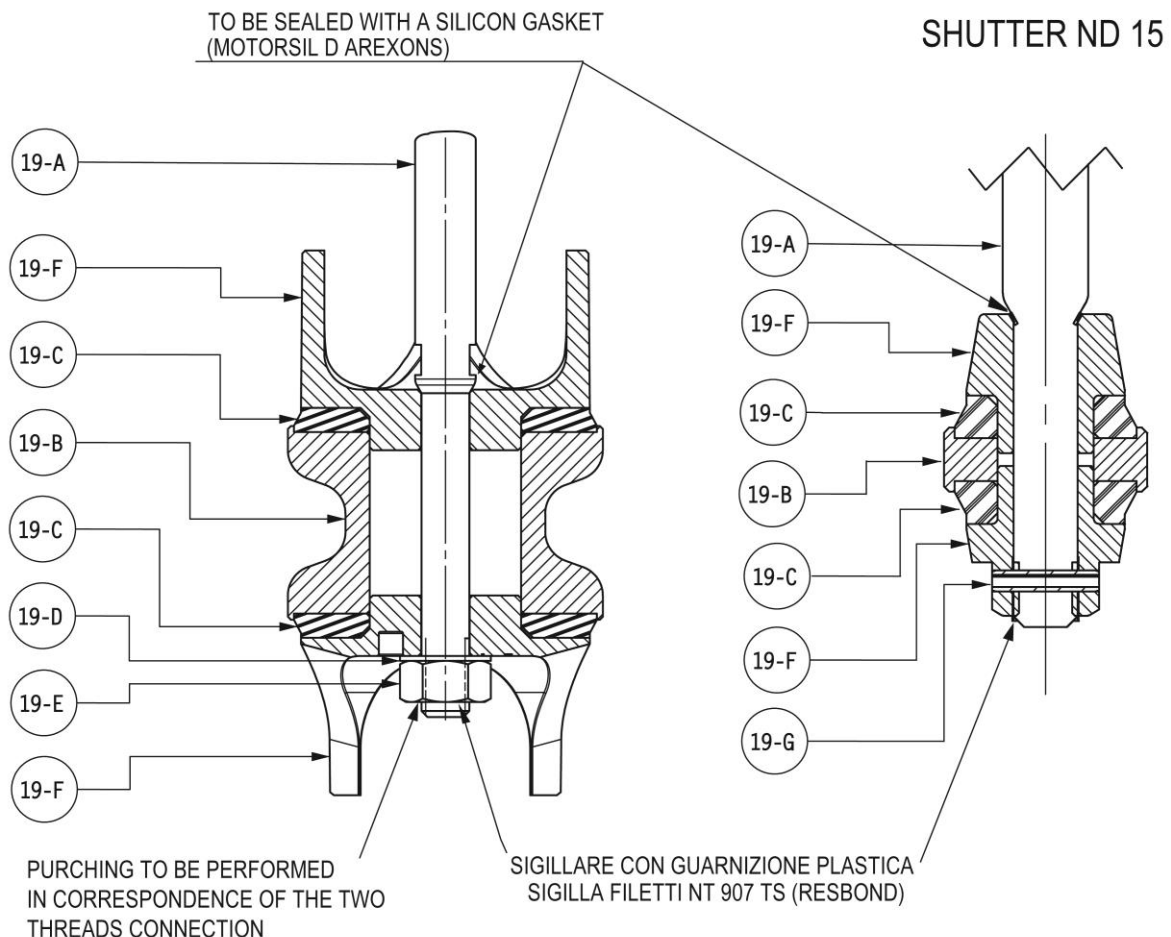 TO BE SEALED WITH A SILICON GASKET
(MOTORSIL D AREXONS)
SHUTTER ND 15
19-A
19-F
19-C
19-B
19-C
19-D
19-E
19-F
19-A
19-F
19-C
19-B
19-C
19-F
19-G
PURCHING TO BE PERFORMED
IN CORRESPONDENCE OF THE TWO
THREADS CONNECTION
SIGILLARE CON GUARNIZIONE PLASTICA
SIGILLA FILETTI NT 907 TS (RESBOND)